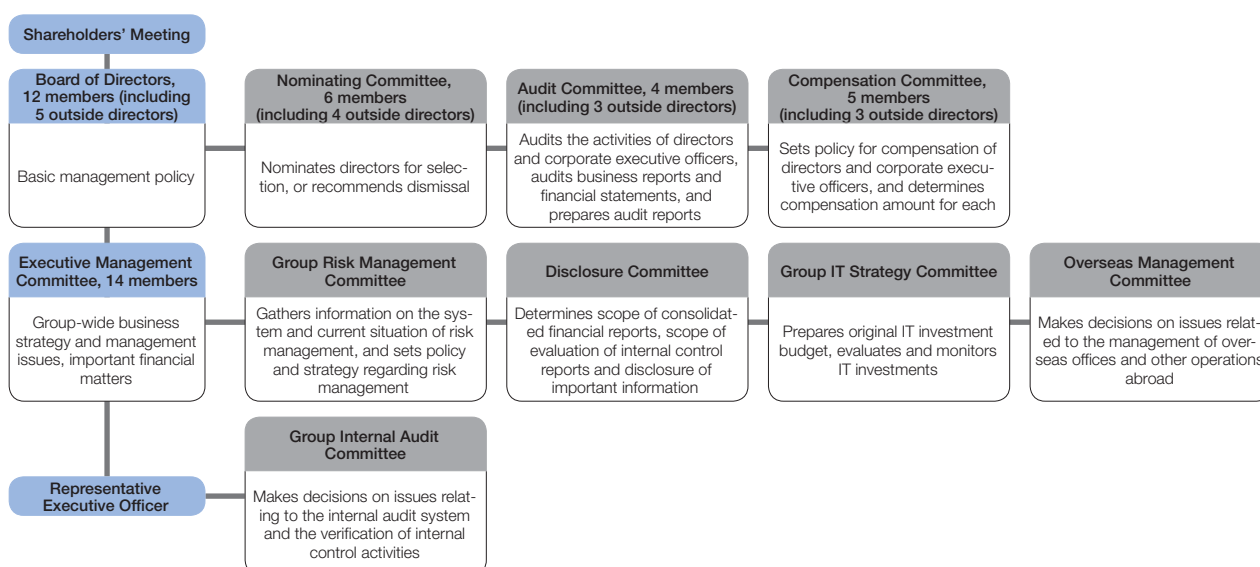 Shareholders’ Meeting
Board of Directors,
12 members (including
5 outside directors)
Basic management policy
Nominating Committee,
6 members
(including 4 outside directors)
Nominates directors for selec-
tion, or recommends dismissal
Audit Committee, 4 members
(including 3 outside directors)
Audits the activities of directors
and corporate executive officers,
audits business reports and
financial statements, and
prepares audit reports
Compensation Committee,
5 members
(including 3 outside directors)
Sets policy for compensation of
directors and corporate execu-
tive officers, and determines
compensation amount for each
Executive Management
Committee, 14 members
Group-wide business
strategy and management
issues, important financial
matters
Group Risk Management
Committee
Gathers information on the sys-
tem and current situation of risk
management, and sets policy
and strategy regarding risk
management
Disclosure Committee
Determines scope of consolidat-
ed financial reports, scope of
evaluation of internal control
reports and disclosure of
important information
Group IT Strategy Committee
Prepares original IT investment
budget, evaluates and monitors
IT investments
Overseas Management
Committee
Makes decisions on issues relat-
ed to the management of over-
seas offices and other operations
abroad
Representative
Executive Officer
Group Internal Audit
Committee
Makes decisions on issues relat-
ing to the internal audit system
and the verification of internal
control activities